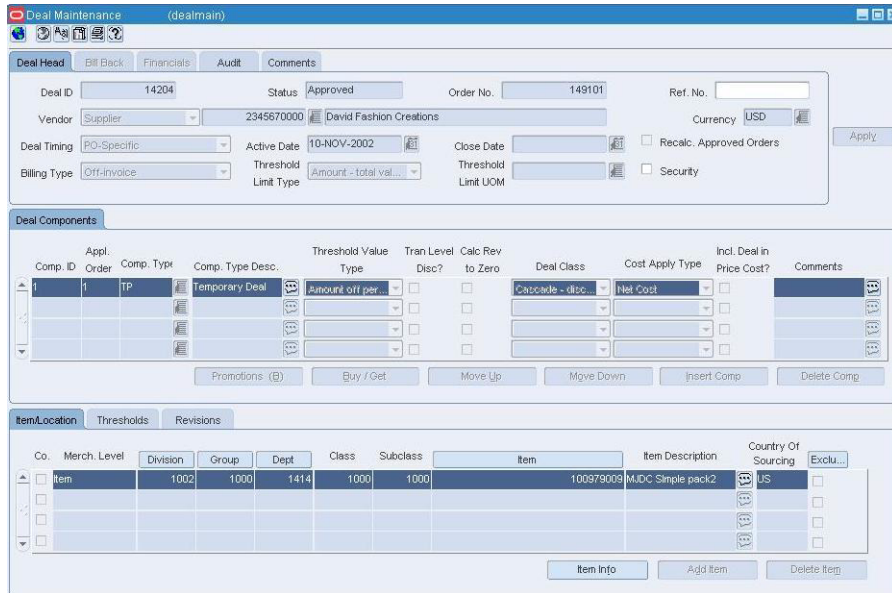 Deal Maintenance (dealmain)
Deal Head Bill Back Financials Audit Comments
Deal ID 14204 Status Approved Order No. 149101 Ref. No.
Vendor Supplier 2345670000 David Fashion Creations Currency USD
Apply
Deal Timing PO-Specific Active Date 10-NOV-2002 Close Date Recalc. Approved Orders
Billing Type Off-invoice Threshold Limit Type Amount - total val... Threshold Limit UOM Security
Deal Components
Comp. ID Appl. Order Comp. Type Comp. Type Desc. Threshold Value Type Tran Level Disc? Calc Rev to Zero Deal Class Cost Apply Type Incl. Deal in Price Cost? Comments
1 1 TP Temporary Deal Amount off per... Cascade - disc... Net Cost
Promotions (B) Buy / Get Move Up Move Down Insert Comp Delete Comp
Item/Location Thresholds Revisions
Co. Merch. Level Division Group Dept Class Subclass Item Item Description Country Of Sourcing Exclu...
Item 1002 1000 1414 1000 1000 100979009 MJDC Simple pack2 US
Item Info Add Item Delete Item